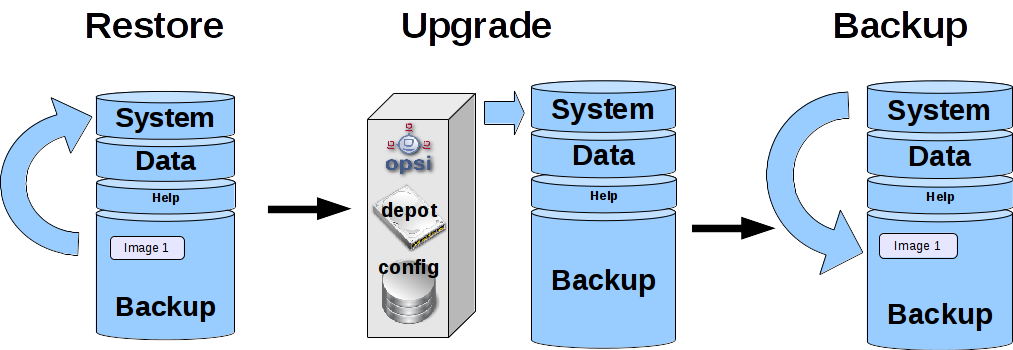 Restore
Upgrade
Backup
System
Data
Help
Image 1
Backup
opsi
depot
config
System
Data
Help
Backup
System
Data
Help
Image 1
Backup